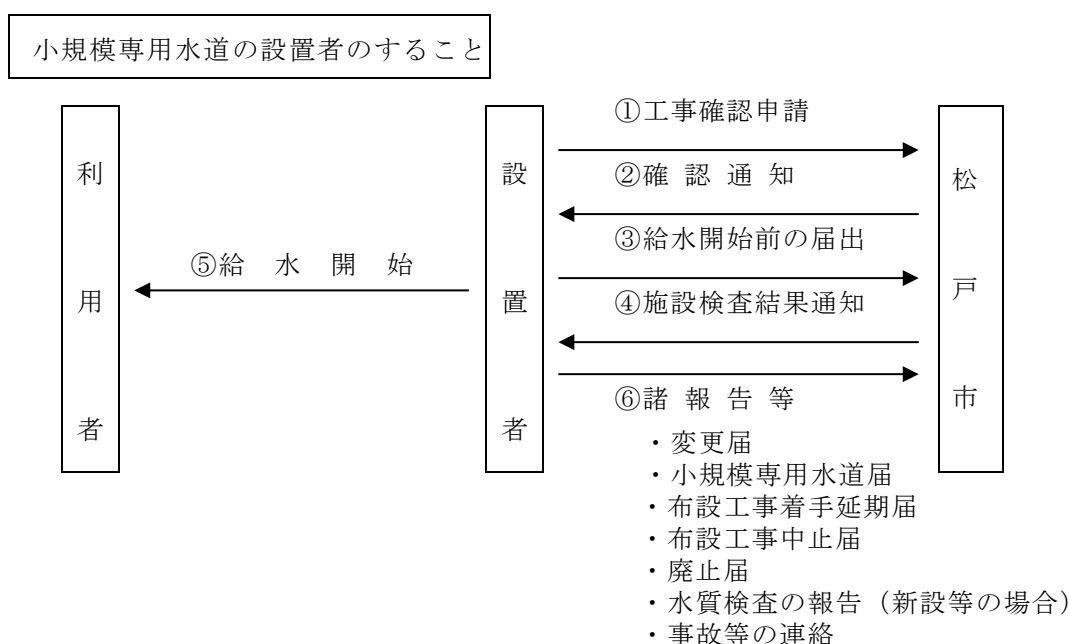 小規模専用水道の設置者のすること
利用者
設置者
松戸市
①工事確認申請
②確認通知
③給水開始前の届出
④施設検査結果通知
⑤給水開始
⑥諸報告等
・変更届
・小規模専用水道届
・布設工事着手延期届
・布設工事中止届
・廃止届
・水質検査の報告（新設等の場合）
・事故等の連絡